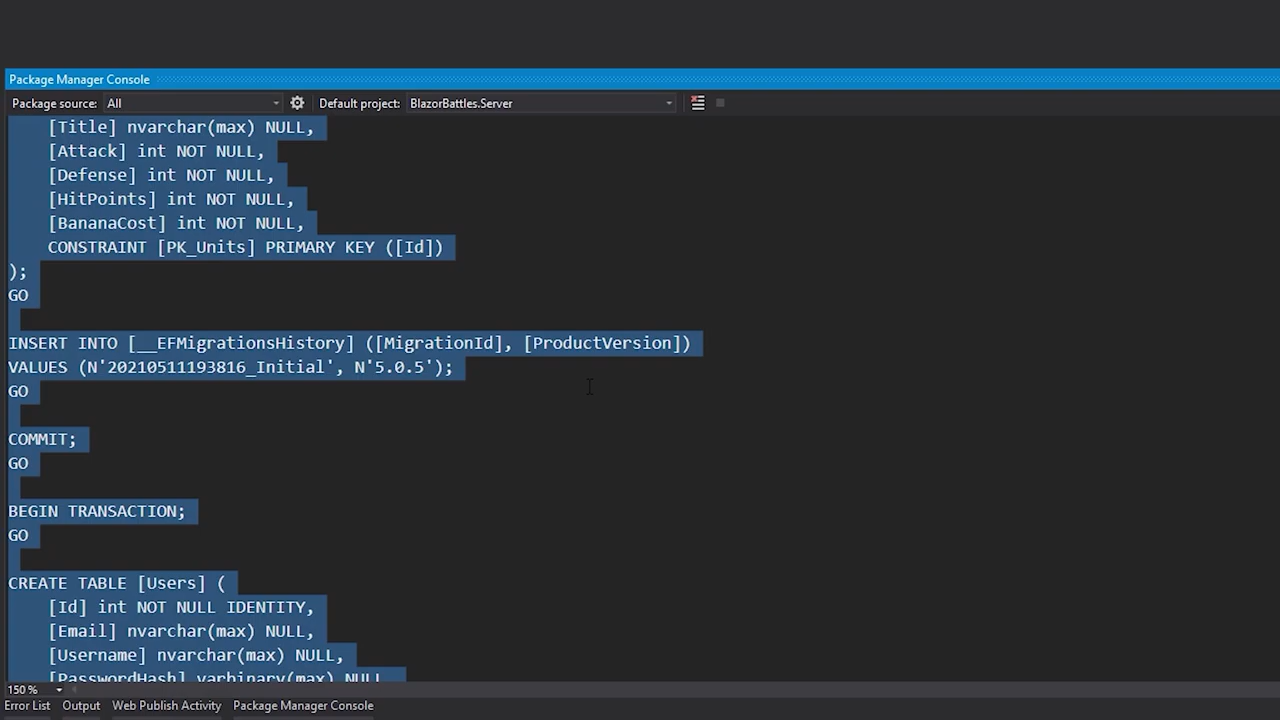 Package Manager Console
Package source: All Default project: BlazorBattles.Server
[Title] nvarchar(max) NULL,
[Attack] int NOT NULL,
[Defense] int NOT NULL,
[HitPoints] int NOT NULL,
[BananaCost] int NOT NULL,
CONSTRAINT [PK_Units] PRIMARY KEY ([Id])
);
GO
INSERT INTO [__EFMigrationsHistory] ([MigrationId], [ProductVersion])
VALUES (N'20210511193816_Initial', N'5.0.5');
GO
COMMIT;
GO
BEGIN TRANSACTION;
GO
CREATE TABLE [Users] (
[Id] int NOT NULL IDENTITY,
[Email] nvarchar(max) NULL,
[Username] nvarchar(max) NULL,
[PasswordHash] varbinary(max) NULL,
150 %
Error List Output Web Publish Activity Package Manager Console